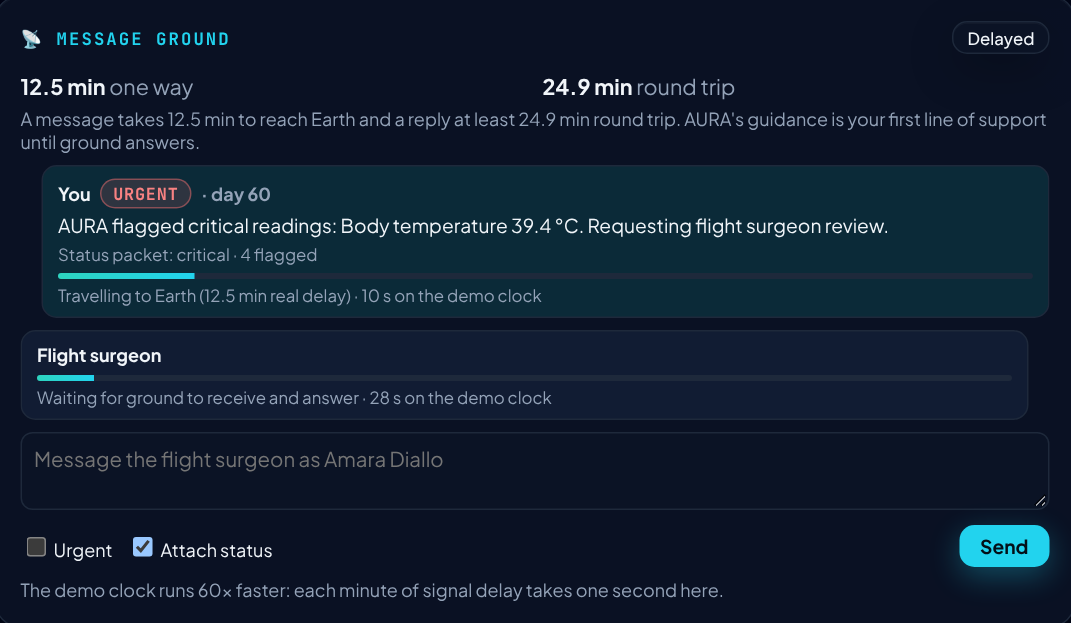 MESSAGE GROUND
Delayed
12.5 min one way
24.9 min round trip
A message takes 12.5 min to reach Earth and a reply at least 24.9 min round trip. AURA's guidance is your first line of support
until ground answers.
You URGENT · day 60
AURA flagged critical readings: Body temperature 39.4 °C. Requesting flight surgeon review.
Status packet: critical · 4 flagged
Travelling to Earth (12.5 min real delay) · 10 s on the demo clock
Flight surgeon
Waiting for ground to receive and answer · 28 s on the demo clock
Message the flight surgeon as Amara Diallo
Urgent
Attach status
Send
The demo clock runs 60× faster: each minute of signal delay takes one second here.